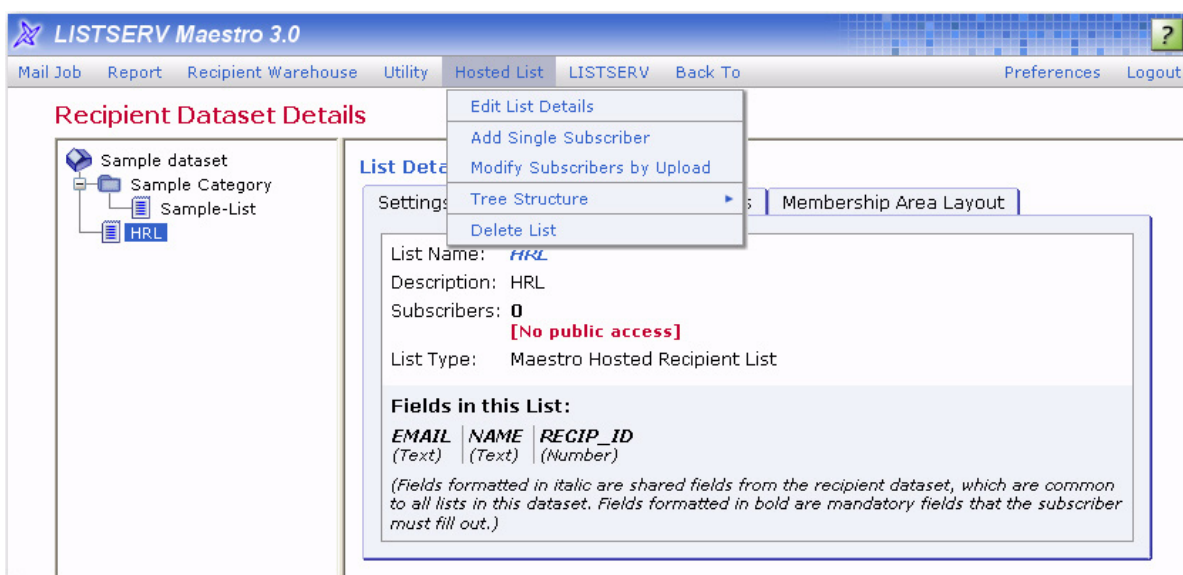 LISTSERV Maestro 3.0
?
Mail Job Report Recipient Warehouse Utility Hosted List LISTSERV Back To Preferences Logout
Recipient Dataset Details
Sample dataset
Sample Category
Sample-List
HRL
Edit List Details
Add Single Subscriber
Modify Subscribers by Upload
Tree Structure
Delete List
List Deta
Settings
s
Membership Area Layout
List Name: HRL
Description: HRL
Subscribers: 0
[No public access]
List Type: Maestro Hosted Recipient List
Fields in this List:
EMAIL NAME RECIP_ID
(Text) (Text) (Number)
(Fields formatted in italic are shared fields from the recipient dataset, which are common
to all lists in this dataset. Fields formatted in bold are mandatory fields that the subscriber
must fill out.)